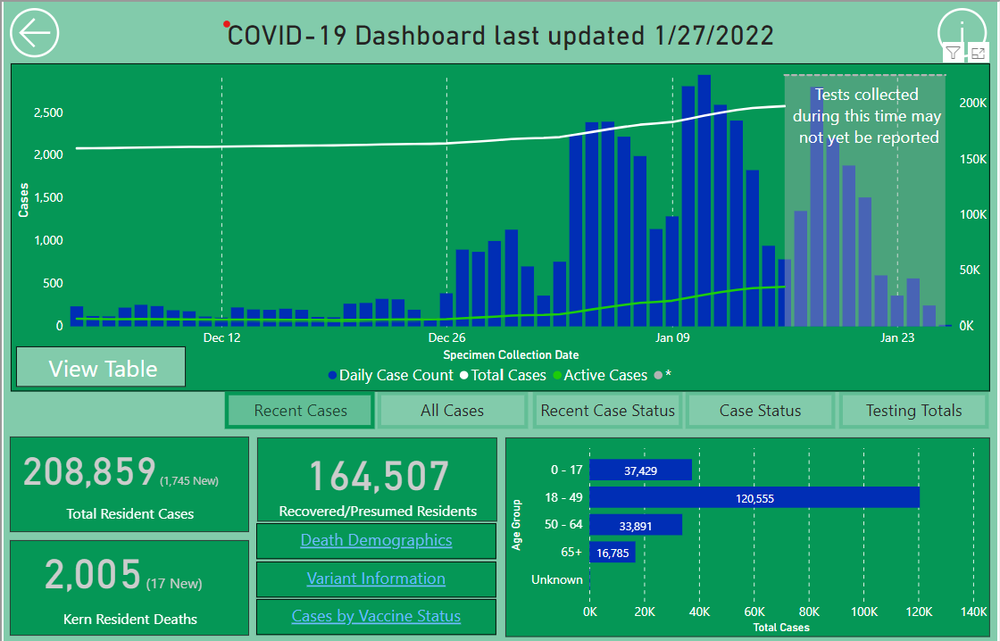 COVID-19 Dashboard last updated 1/27/2022
i
Tests collected
during this time may
not yet be reported
Cases
2,500
2,000
1,500
1,000
500
0
200K
150K
100K
50K
0K
Dec 12
Dec 26
Jan 09
Jan 23
Specimen Collection Date
Daily Case Count Total Cases Active Cases *
View Table
Recent Cases
All Cases
Recent Case Status
Case Status
Testing Totals
208,859 (1,745 New)
Total Resident Cases
2,005 (17 New)
Kern Resident Deaths
164,507
Recovered/Presumed Residents
Death Demographics
Variant Information
Cases by Vaccine Status
Age Group
0 - 17 37,429
18 - 49 120,555
50 - 64 33,891
65+ 16,785
Unknown
0K 20K 40K 60K 80K 100K 120K 140K
Total Cases